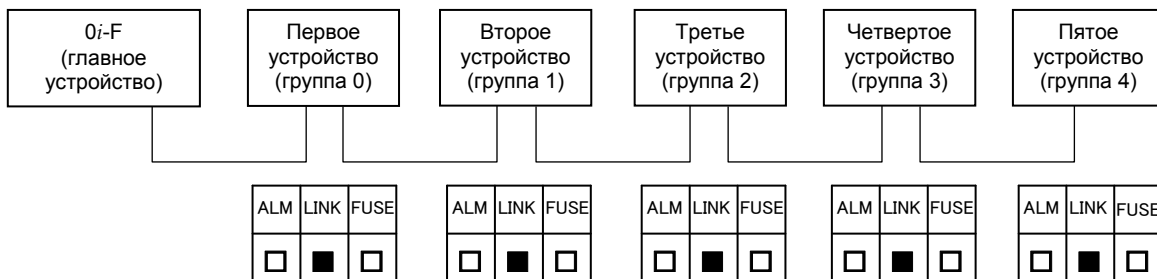 0i-F
(главное
устройство)
Первое
устройство
(группа 0)
Второе
устройство
(группа 1)
Третье
устройство
(группа 2)
Четвертое
устройство
(группа 3)
Пятое
устройство
(группа 4)
ALM LINK FUSE
ALM LINK FUSE
ALM LINK FUSE
ALM LINK FUSE
ALM LINK FUSE